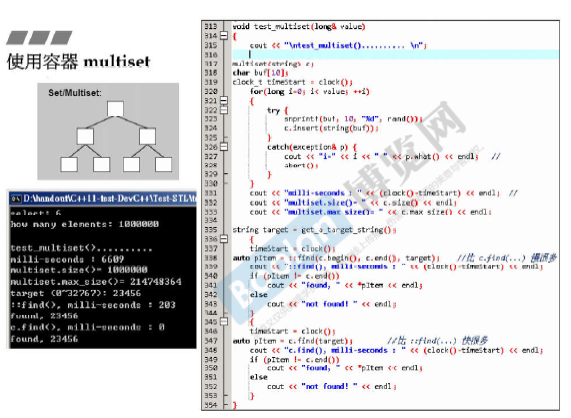 使用容器 multiset
Set/Multiset:
D:\handout\C++11-test-DevC++\Test-STL\t
select: 6
how many elements: 1000000
test_multiset()..........
milli-seconds : 6609
multiset.size()= 1000000
multiset.max_size()= 214748364
target (0~32767): 23456
::find(), milli-seconds : 203
found, 23456
c.find(), milli-seconds : 0
found, 23456
313 void test_multiset(long& value)
314 {
315 cout << "\ntest_multiset().......... \n";
316
317 multiset<string> c;
318 char buf[10];
319 clock_t timeStart = clock();
320 for(long i=0; i< value; ++i)
321 {
322 try {
323 snprintf(buf, 10, "%d", rand());
324 c.insert(string(buf));
325 }
326 catch(exception& p) {
327 cout << "i=" << i << " " << p.what() << endl; //
328 abort();
329 }
330 }
331 cout << "milli-seconds : " << (clock()-timeStart) << endl; //
332 cout << "multiset.size()= " << c.size() << endl;
333 cout << "multiset.max_size()= " << c.max_size() << endl;
334
335 string target = get_a_target_string();
336 {
337 timeStart = clock();
338 auto pItem = ::find(c.begin(), c.end(), target); //比 c.find(...) 慢很多
339 cout << "::find(), milli-seconds : " << (clock()-timeStart) << endl;
340 if (pItem != c.end())
341 cout << "found, " << *pItem << endl;
342 else
343 cout << "not found! " << endl;
344 }
345 {
346 timeStart = clock();
347 auto pItem = c.find(target); //比 ::find(...) 快很多
348 cout << "c.find(), milli-seconds : " << (clock()-timeStart) << endl;
349 if (pItem != c.end())
350 cout << "found, " << *pItem << endl;
351 else
352 cout << "not found! " << endl;
353 }
354 }
博览网